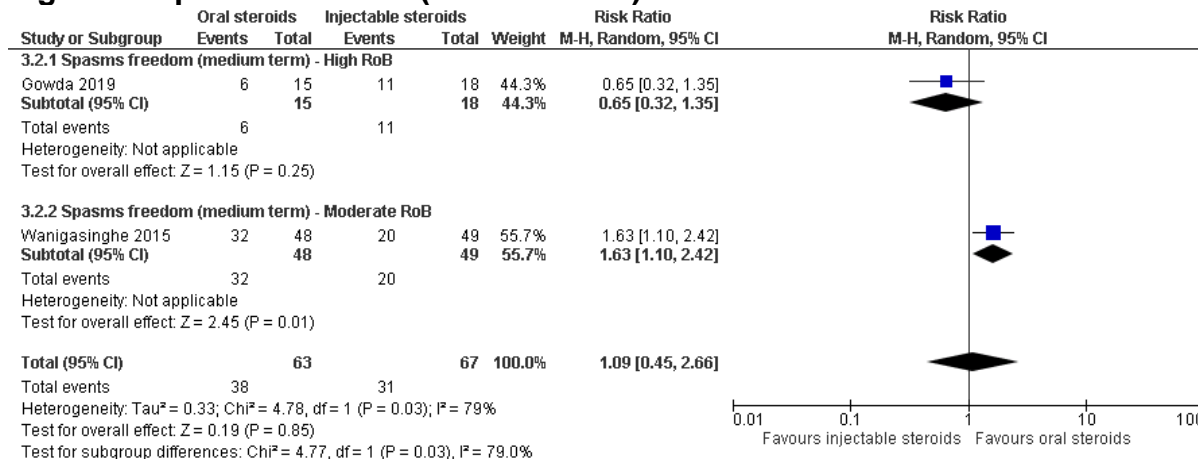 Oral steroids Injectable steroids Risk Ratio Risk Ratio
Study or Subgroup Events Total Events Total Weight M-H, Random, 95% CI M-H, Random, 95% CI
3.2.1 Spasms freedom (medium term) - High RoB
Gowda 2019 6 15 11 18 44.3% 0.65 [0.32, 1.35]
Subtotal (95% CI) 15 18 44.3% 0.65 [0.32, 1.35]
Total events 6 11
Heterogeneity: Not applicable
Test for overall effect: Z = 1.15 (P = 0.25)
3.2.2 Spasms freedom (medium term) - Moderate RoB
Wanigasinghe 2015 32 48 20 49 55.7% 1.63 [1.10, 2.42]
Subtotal (95% CI) 48 49 55.7% 1.63 [1.10, 2.42]
Total events 32 20
Heterogeneity: Not applicable
Test for overall effect: Z = 2.45 (P = 0.01)
Total (95% CI) 63 67 100.0% 1.09 [0.45, 2.66]
Total events 38 31
Heterogeneity: Tau² = 0.33; Chi² = 4.78, df = 1 (P = 0.03); I² = 79%
Test for overall effect: Z = 0.19 (P = 0.85)
Test for subgroup differences: Chi² = 4.77, df = 1 (P = 0.03), I² = 79.0%
0.01 0.1 1 10 100
Favours injectable steroids Favours oral steroids